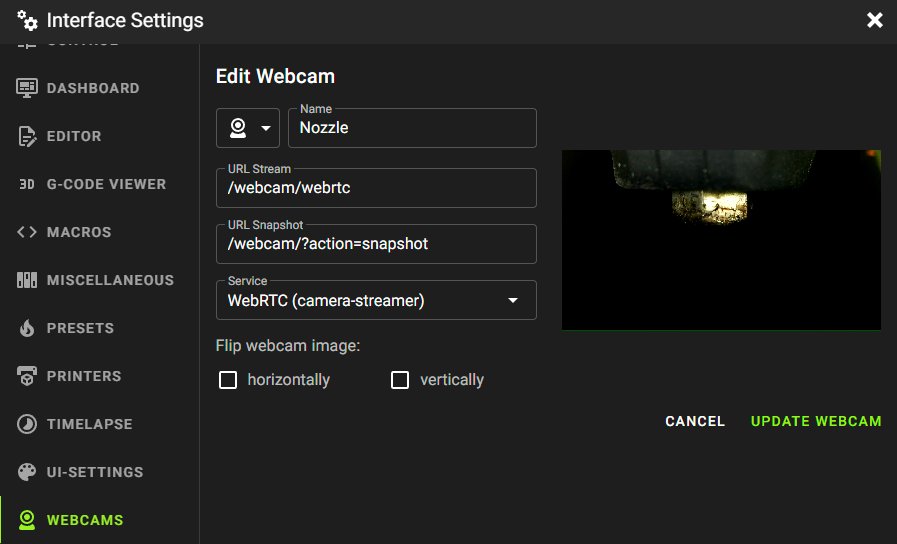 Interface Settings
CONTROL
DASHBOARD
EDITOR
3D G-CODE VIEWER
MACROS
MISCELLANEOUS
PRESETS
PRINTERS
TIMELAPSE
UI-SETTINGS
WEBCAMS
Edit Webcam
Name
Nozzle
URL Stream
/webcam/webrtc
URL Snapshot
/webcam/?action=snapshot
Service
WebRTC (camera-streamer)
Flip webcam image:
horizontally vertically
CANCEL UPDATE WEBCAM